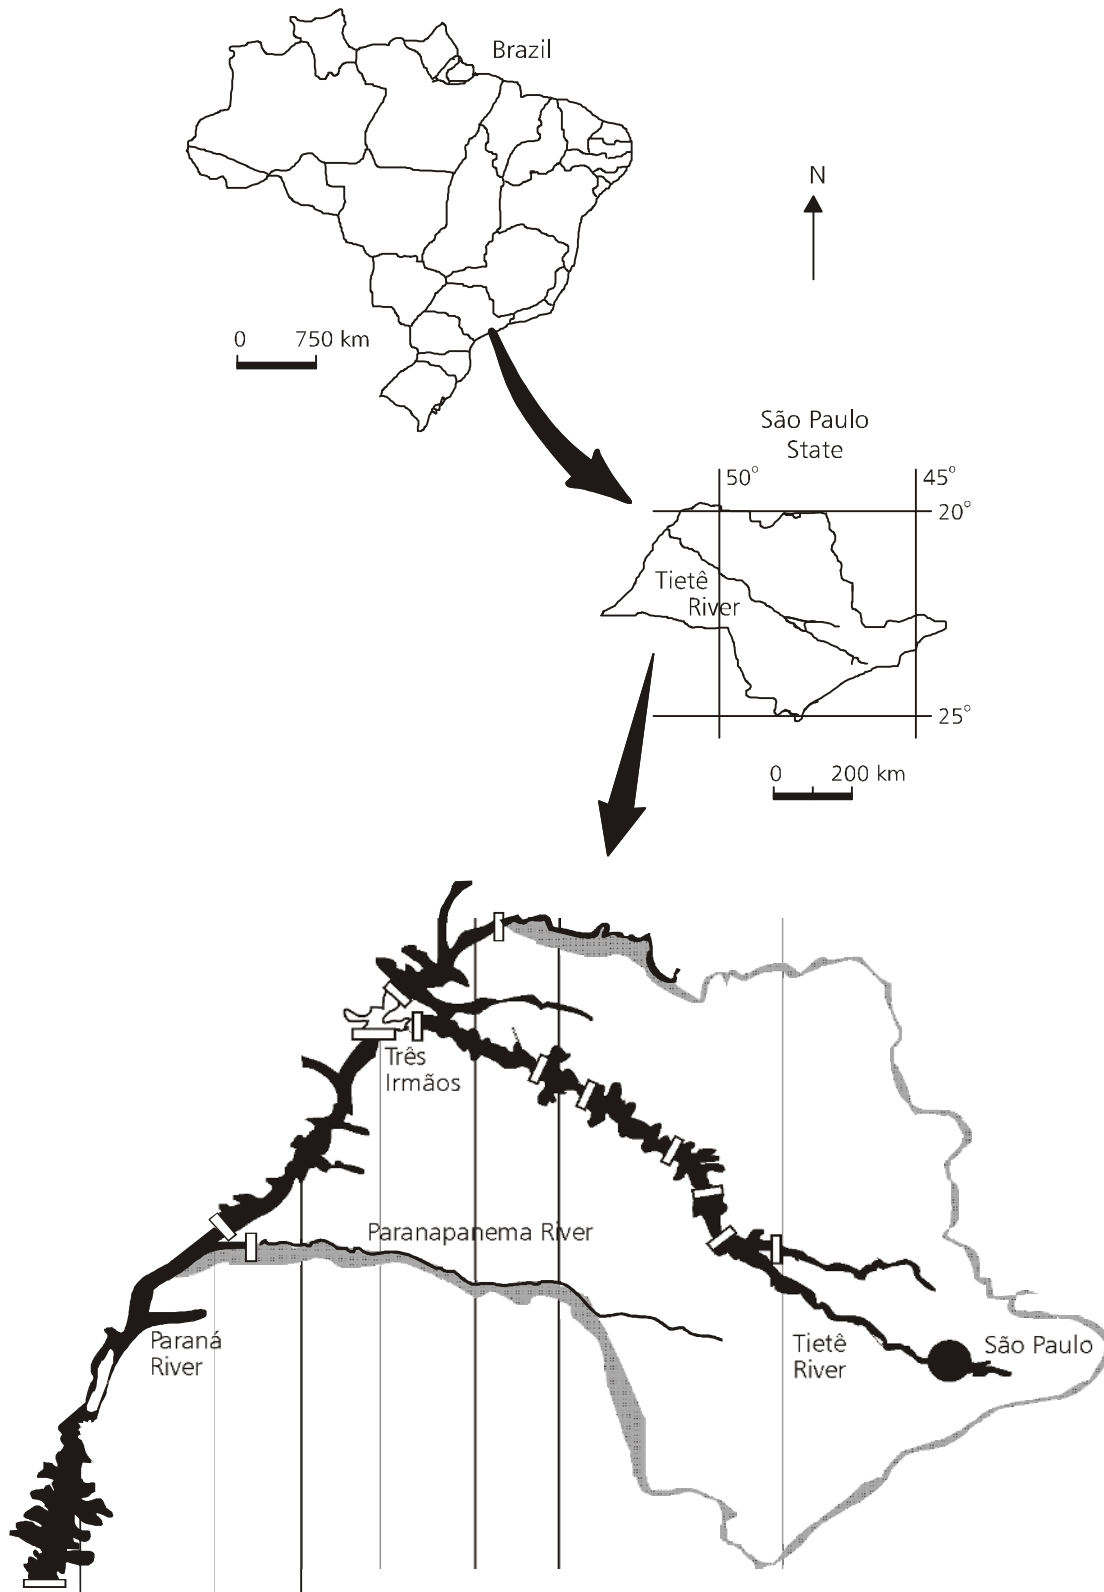 Brazil
N
0 750 km
São Paulo
State
50° 45°
20°
Tietê
River
25°
0 200 km
Três
Irmãos
Paranapanema River
Paraná
River
Tietê
River
São Paulo